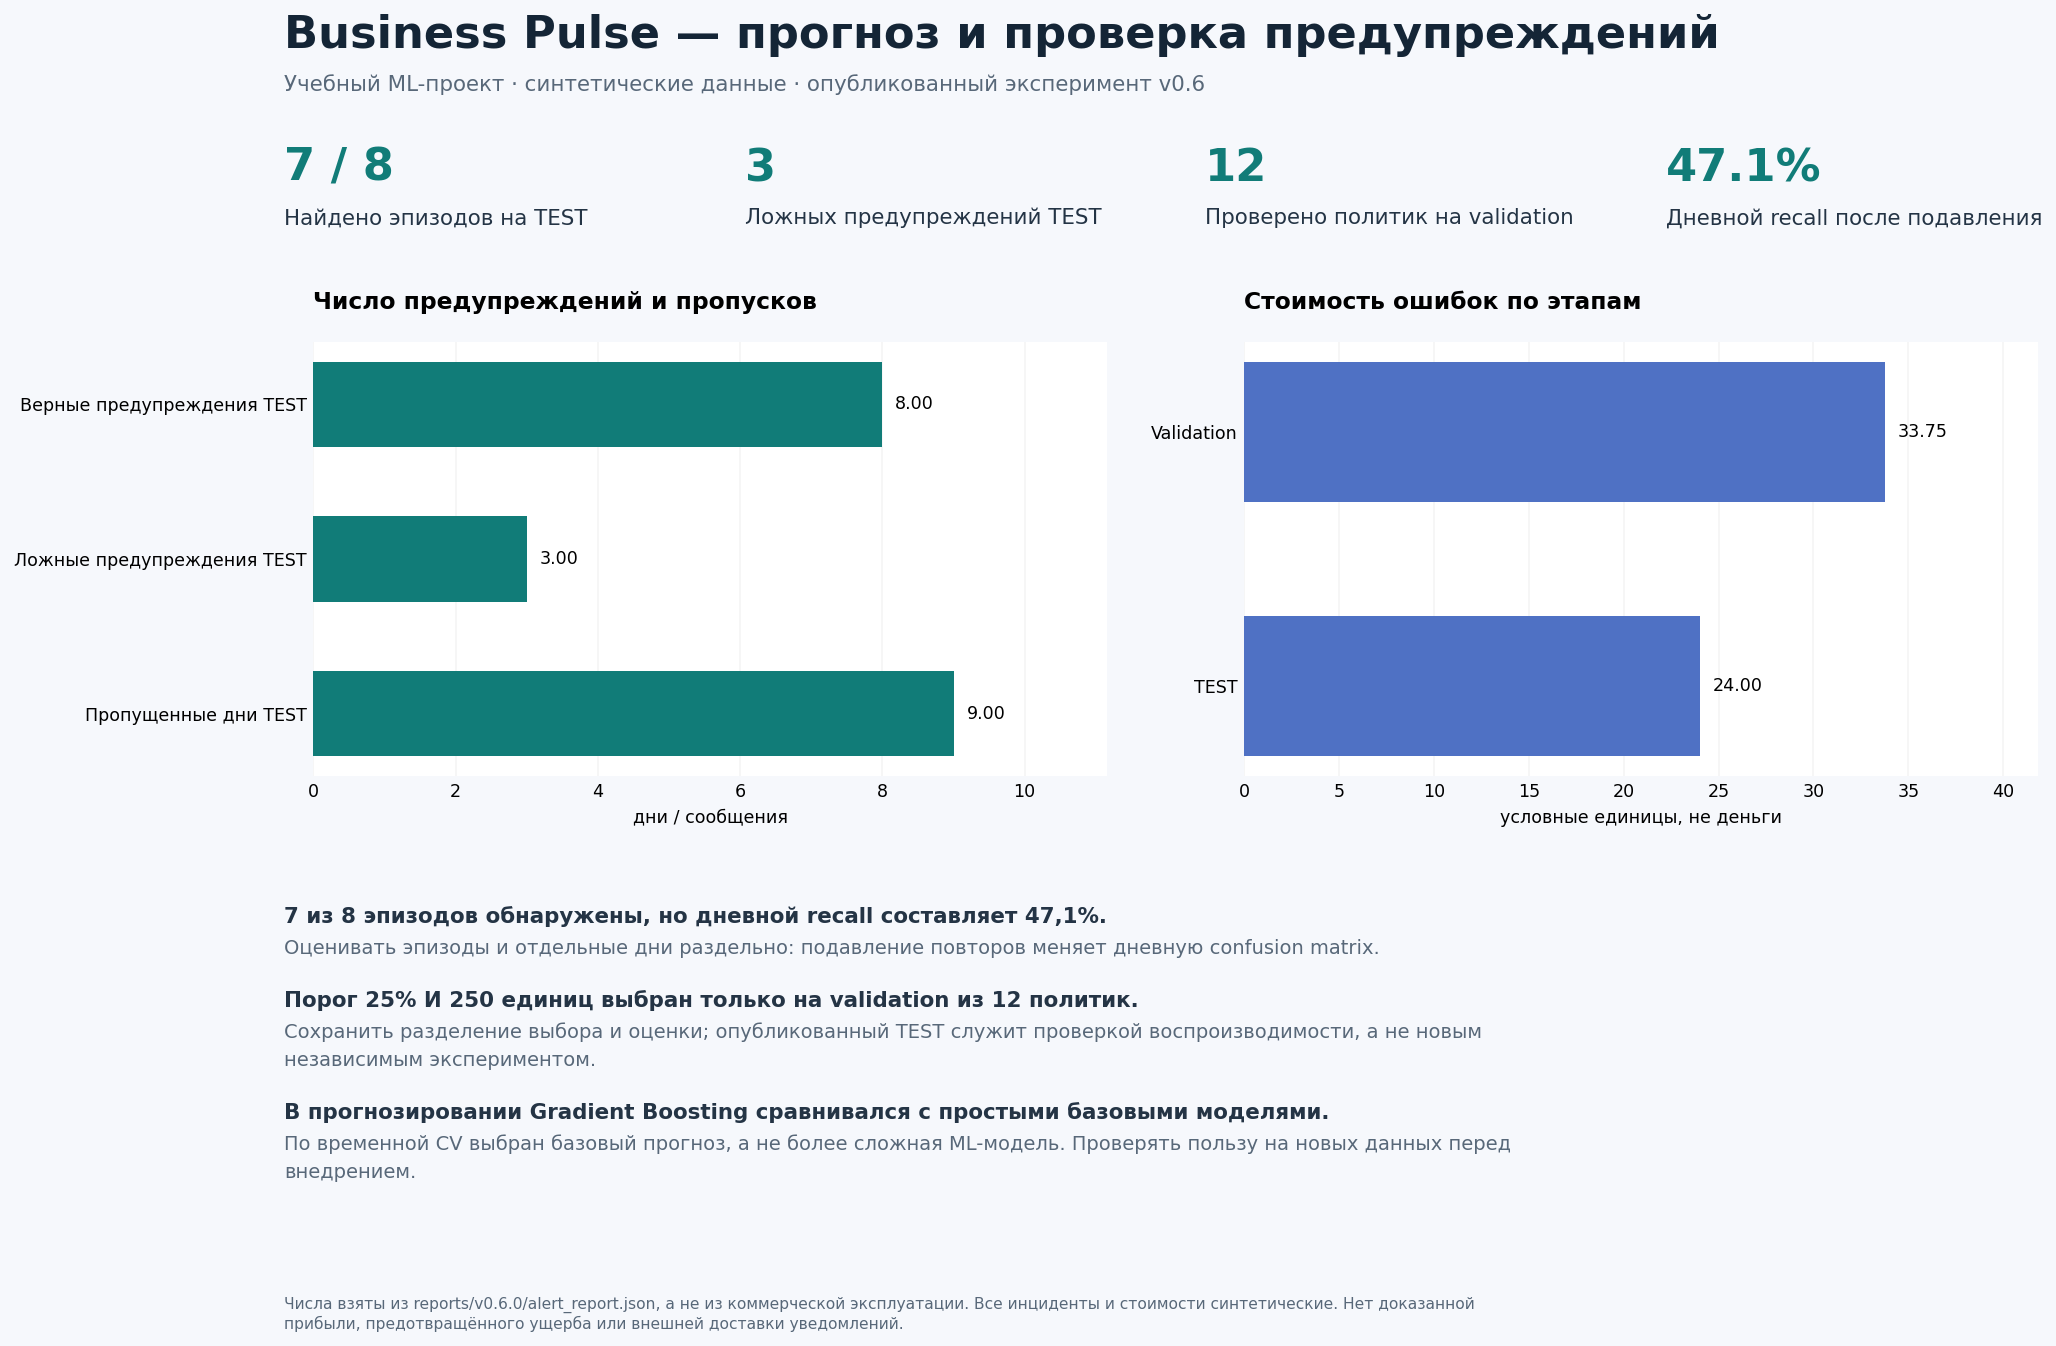 Business Pulse — прогноз и проверка предупреждений
Учебный ML-проект · синтетические данные · опубликованный эксперимент v0.6
7 / 8
Найдено эпизодов на TEST
3
Ложных предупреждений TEST
12
Проверено политик на validation
47.1%
Дневной recall после подавления
Число предупреждений и пропусков
Верные предупреждения TEST
8.00
Ложные предупреждения TEST
3.00
Пропущенные дни TEST
9.00
0 2 4 6 8 10
дни / сообщения
Стоимость ошибок по этапам
Validation
33.75
TEST
24.00
0 5 10 15 20 25 30 35 40
условные единицы, не деньги
7 из 8 эпизодов обнаружены, но дневной recall составляет 47,1%.
Оценивать эпизоды и отдельные дни раздельно: подавление повторов меняет дневную confusion matrix.
Порог 25% И 250 единиц выбран только на validation из 12 политик.
Сохранить разделение выбора и оценки; опубликованный TEST служит проверкой воспроизводимости, а не новым
независимым экспериментом.
В прогнозировании Gradient Boosting сравнивался с простыми базовыми моделями.
По временной CV выбран базовый прогноз, а не более сложная ML-модель. Проверять пользу на новых данных перед
внедрением.
Числа взяты из reports/v0.6.0/alert_report.json, а не из коммерческой эксплуатации. Все инциденты и стоимости синтетические. Нет доказанной
прибыли, предотвращённого ущерба или внешней доставки уведомлений.